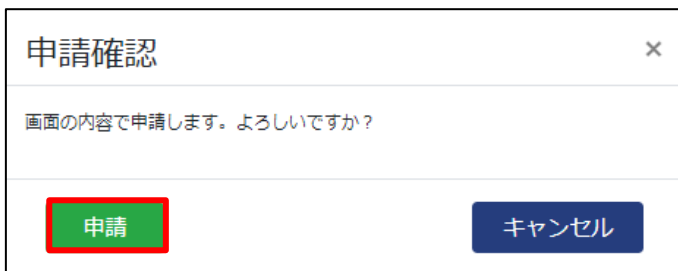 申請確認
×
画面の内容で申請します。よろしいですか？
申請
キャンセル